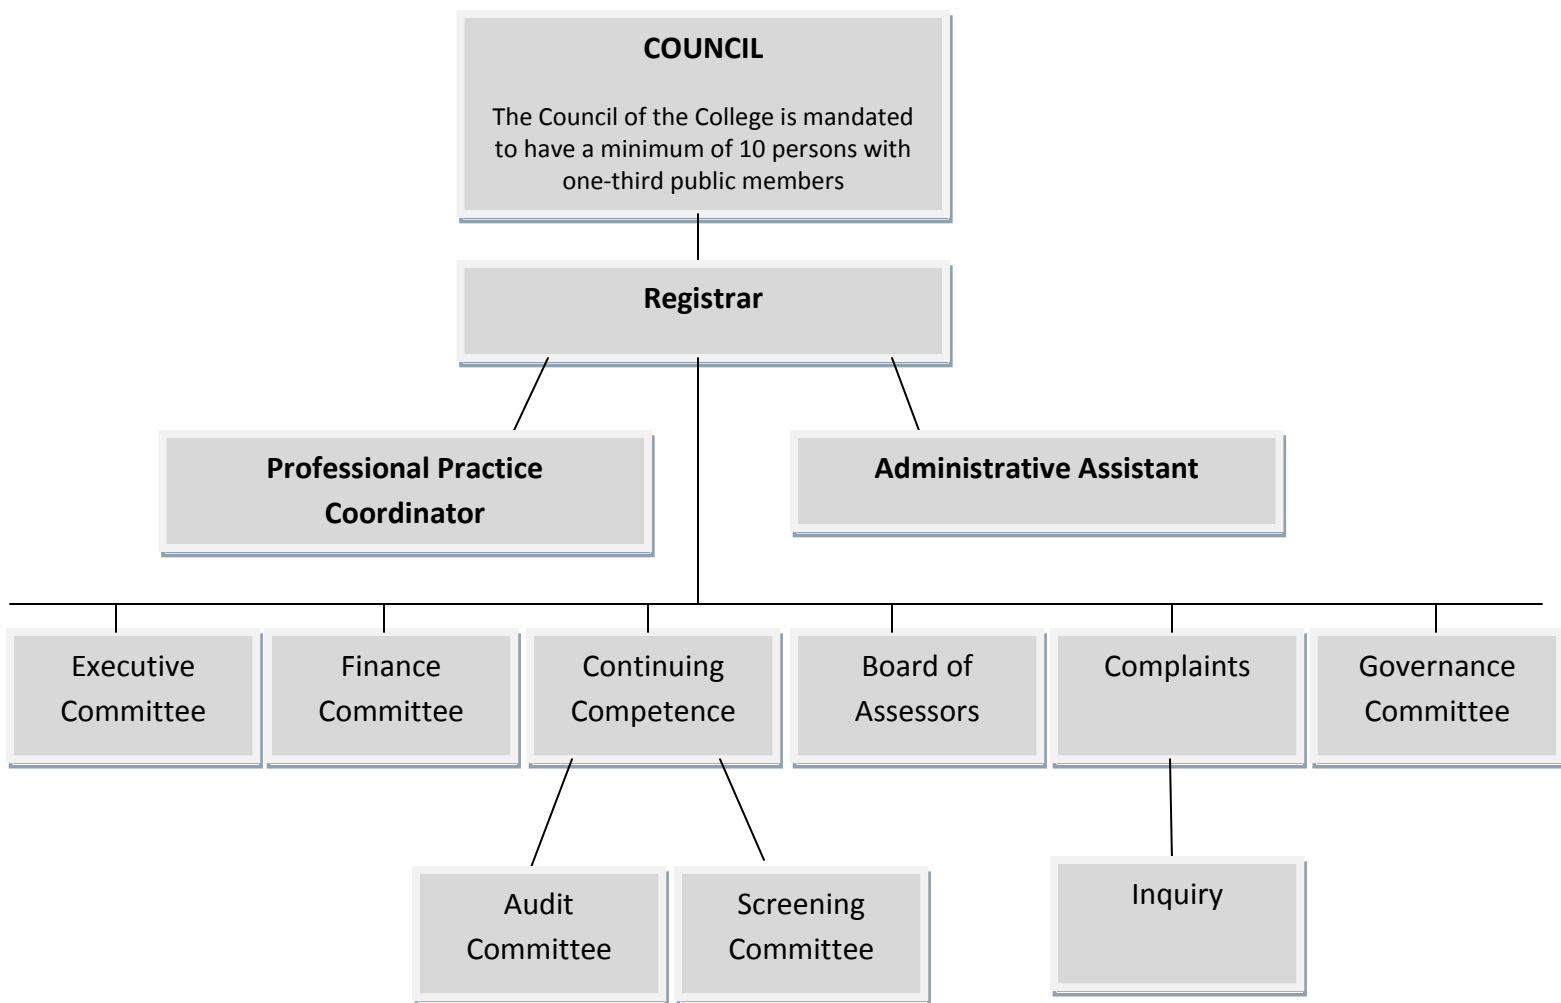 COUNCIL
The Council of the College is mandated
to have a minimum of 10 persons with
one-third public members
Registrar
Professional Practice
Coordinator
Administrative Assistant
Executive
Committee
Finance
Committee
Continuing
Competence
Board of
Assessors
Complaints
Governance
Committee
Audit
Committee
Screening
Committee
Inquiry